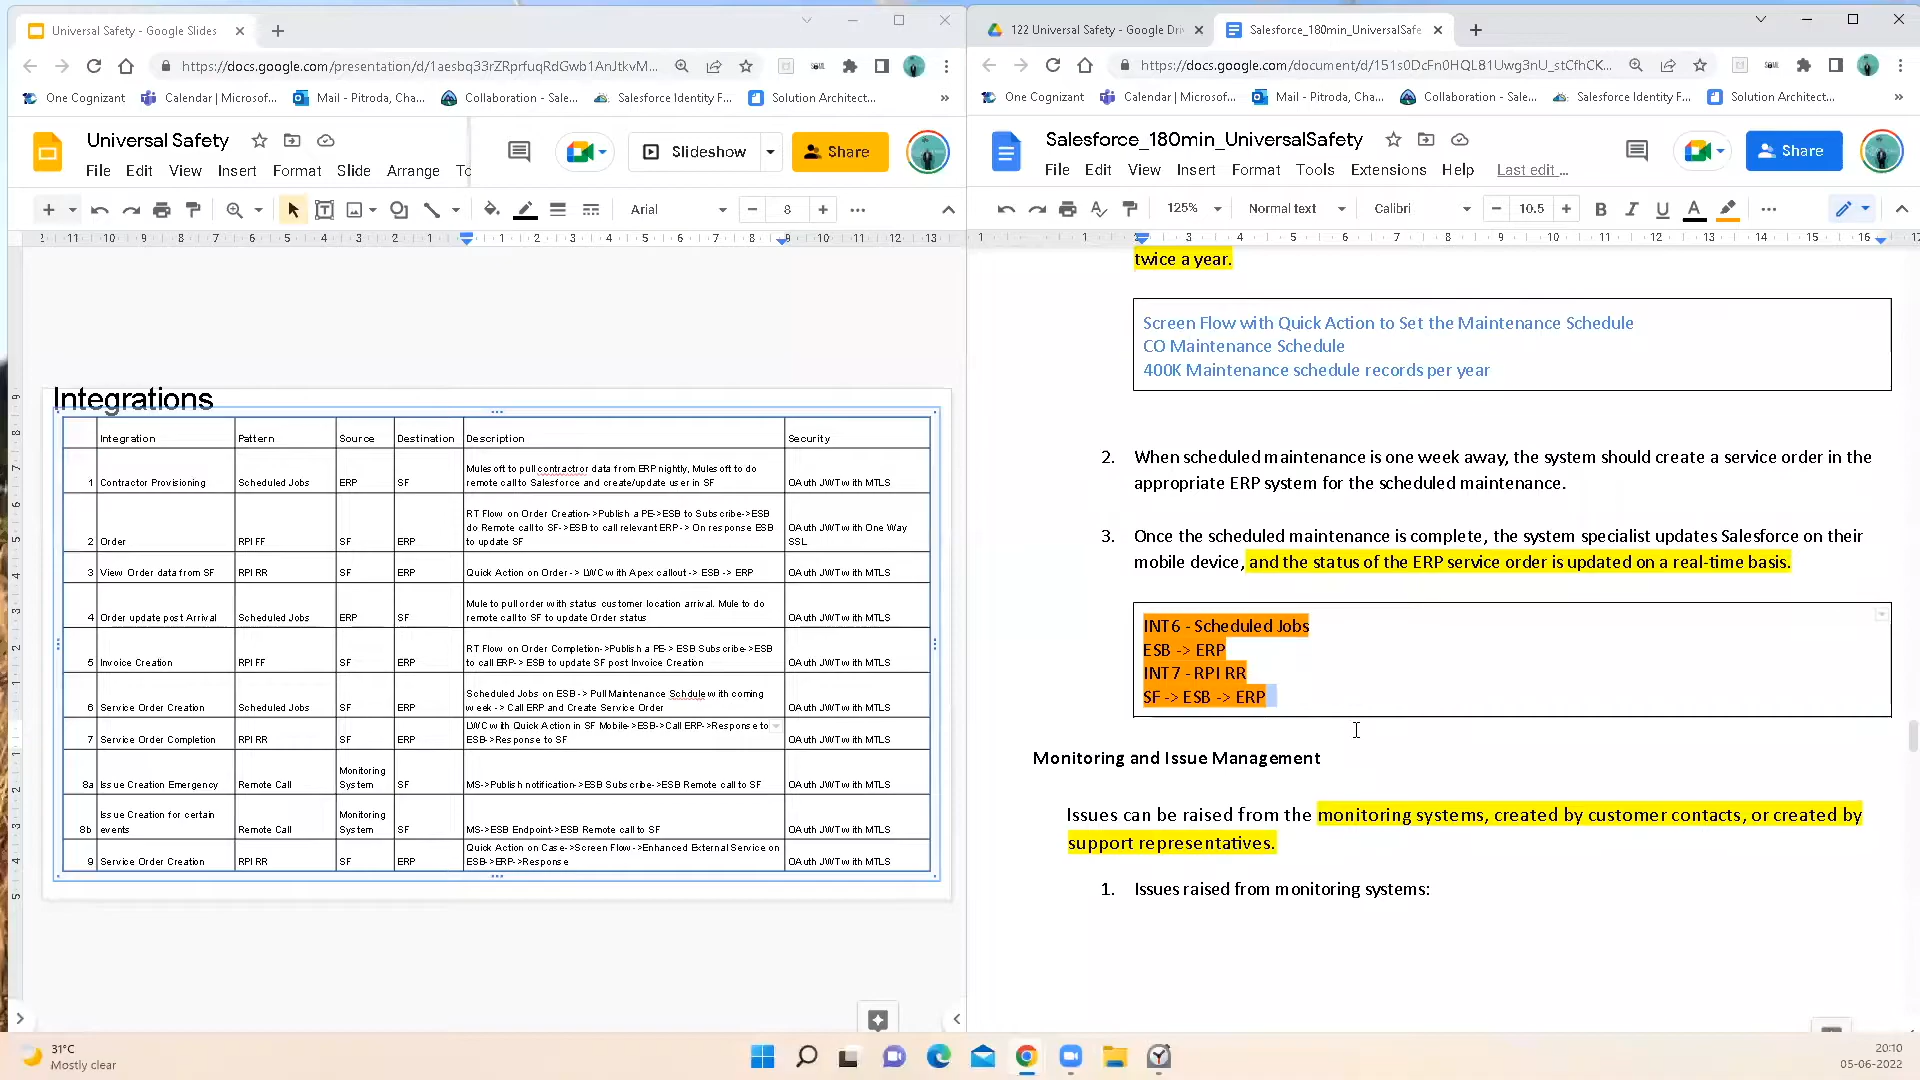 Universal Safety - Google Slides
https://docs.google.com/presentation/d/1aesbq33rZRprfuqRdGwb1AnJtkvM...
One Cognizant
Calendar | Microsof...
Mail - Pitroda, Cha...
Collaboration - Sale...
Salesforce Identity F...
Solution Architect...
Universal Safety
Slideshow
Share
File Edit View Insert Format Slide Arrange To
Arial
8
Integrations
Integration Pattern Source Destination Description Security
1 Contractor Provisioning Scheduled Jobs ERP SF Mulesoft to pull contractror data from ERP nightly, Mulesoft to do remote call to Salesforce and create/update user in SF OAuth JWT with MTLS
2 Order RPI FF SF ERP RT Flow on Order Creation->Publish a PE->ESB to Subscribe->ESB do Remote call to SF->ESB to call relevant ERP-> On response ESB to update SF OAuth JWT with One Way SSL
3 View Order data from SF RPI RR SF ERP Quick Action on Order -> LWC with Apex callout -> ESB -> ERP OAuth JWT with MTLS
4 Order update post Arrival Scheduled Jobs ERP SF Mule to pull order with status customer location arrival. Mule to do remote call to SF to update Order status OAuth JWT with MTLS
5 Invoice Creation RPI FF SF ERP RT Flow on Order Completion->Publish a PE-> ESB Subscribe->ESB to call ERP-> ESB to update SF post Invoice Creation OAuth JWT with MTLS
6 Service Order Creation Scheduled Jobs SF ERP Scheduled Jobs on ESB -> Pull Maintenance Schdule with coming week -> Call ERP and Create Service Order OAuth JWT with MTLS
7 Service Order Completion RPI RR SF ERP LWC with Quick Action in SF Mobile->ESB->Call ERP->Response to ESB->Response to SF OAuth JWT with MTLS
8a Issue Creation Emergency Remote Call Monitoring System SF MS->Publish notification->ESB Subscribe->ESB Remote call to SF OAuth JWT with MTLS
8b Issue Creation for certain events Remote Call Monitoring System SF MS->ESB Endpoint->ESB Remote call to SF OAuth JWT with MTLS
9 Service Order Creation RPI RR SF ERP Quick Action on Case->Screen Flow->Enhanced External Service on ESB->ERP->Response OAuth JWT with MTLS
122 Universal Safety - Google Dri
Salesforce_180min_UniversalSafe
https://docs.google.com/document/d/151s0DcFn0HQL81Uwg3nU_stCfhCK...
One Cognizant
Calendar | Microsof...
Mail - Pitroda, Cha...
Collaboration - Sale...
Salesforce Identity F...
Solution Architect...
Salesforce_180min_UniversalSafety
Share
File Edit View Insert Format Tools Extensions Help Last edit ...
125% Normal text Calibri 10.5
twice a year.
Screen Flow with Quick Action to Set the Maintenance Schedule
CO Maintenance Schedule
400K Maintenance schedule records per year
2. When scheduled maintenance is one week away, the system should create a service order in the
appropriate ERP system for the scheduled maintenance.
3. Once the scheduled maintenance is complete, the system specialist updates Salesforce on their
mobile device, and the status of the ERP service order is updated on a real-time basis.
INT6 - Scheduled Jobs
ESB -> ERP
INT7 - RPI RR
SF -> ESB -> ERP
Monitoring and Issue Management
Issues can be raised from the monitoring systems, created by customer contacts, or created by
support representatives.
1. Issues raised from monitoring systems:
31°C
Mostly clear
20:10
05-06-2022